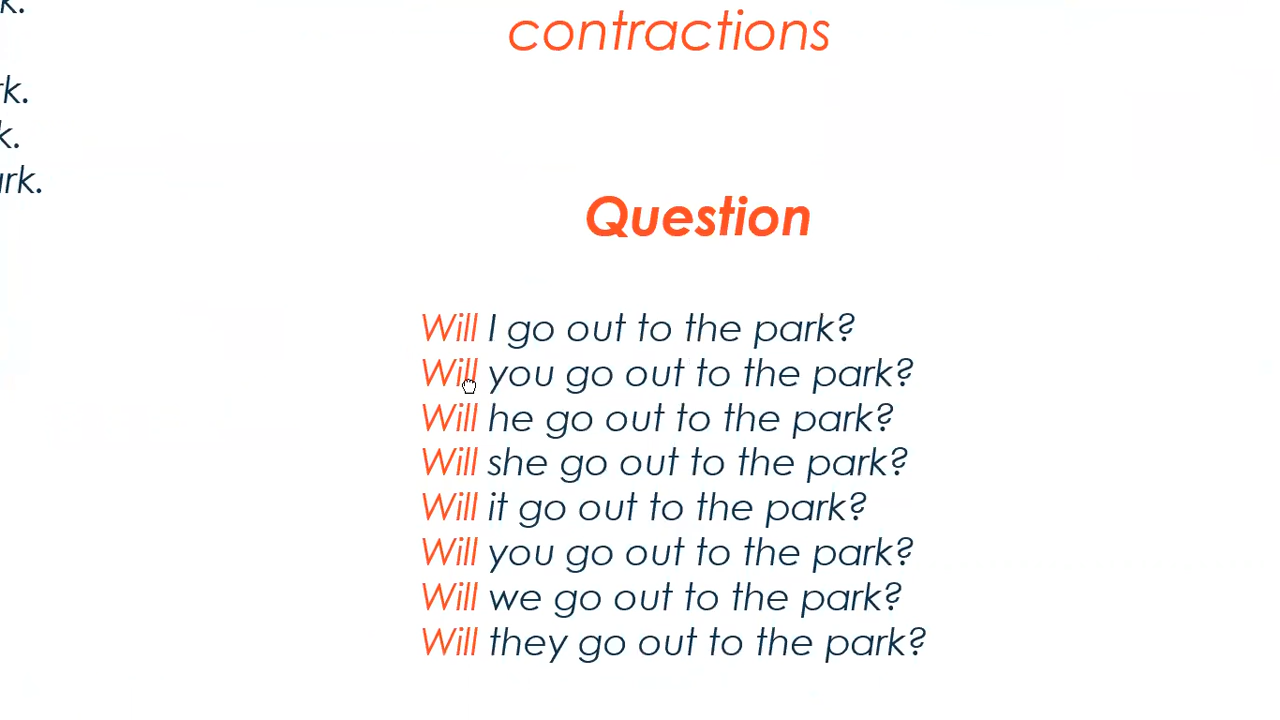 k.
contractions
rk.
k.
ark.
Question
Will I go out to the park?
Will you go out to the park?
Will he go out to the park?
Will she go out to the park?
Will it go out to the park?
Will you go out to the park?
Will we go out to the park?
Will they go out to the park?